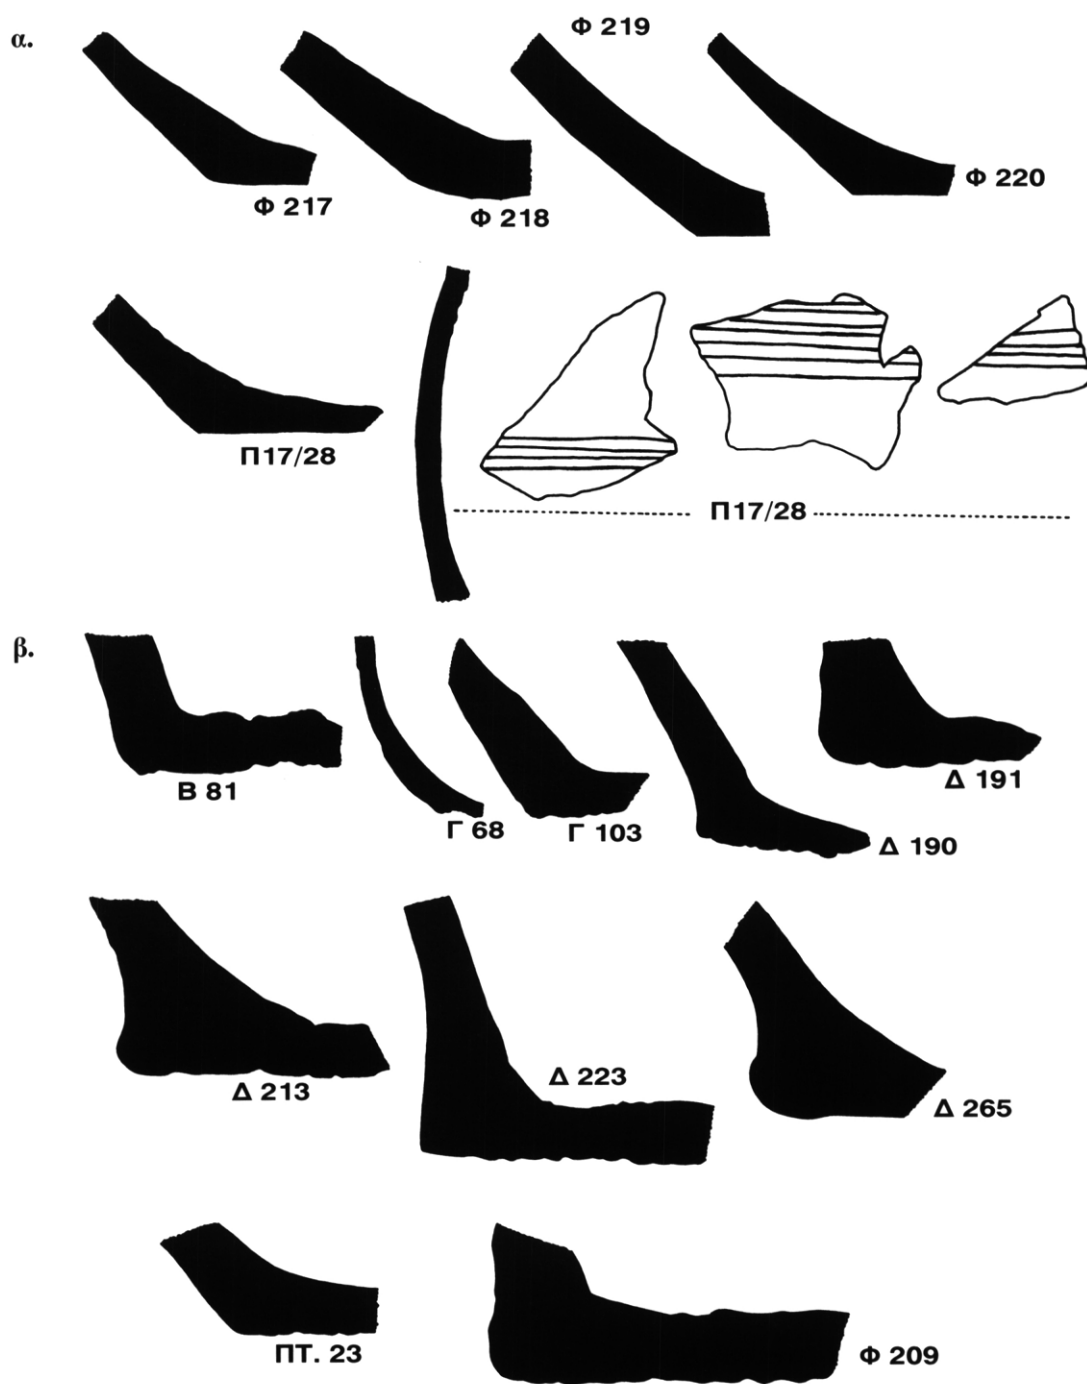 α.
Φ 217
Φ 218
Φ 219
Φ 220
Π17/28
Π17/28
β.
Β 81
Γ 68
Γ 103
Δ 190
Δ 191
Δ 213
Δ 223
Δ 265
ΠΤ. 23
Φ 209